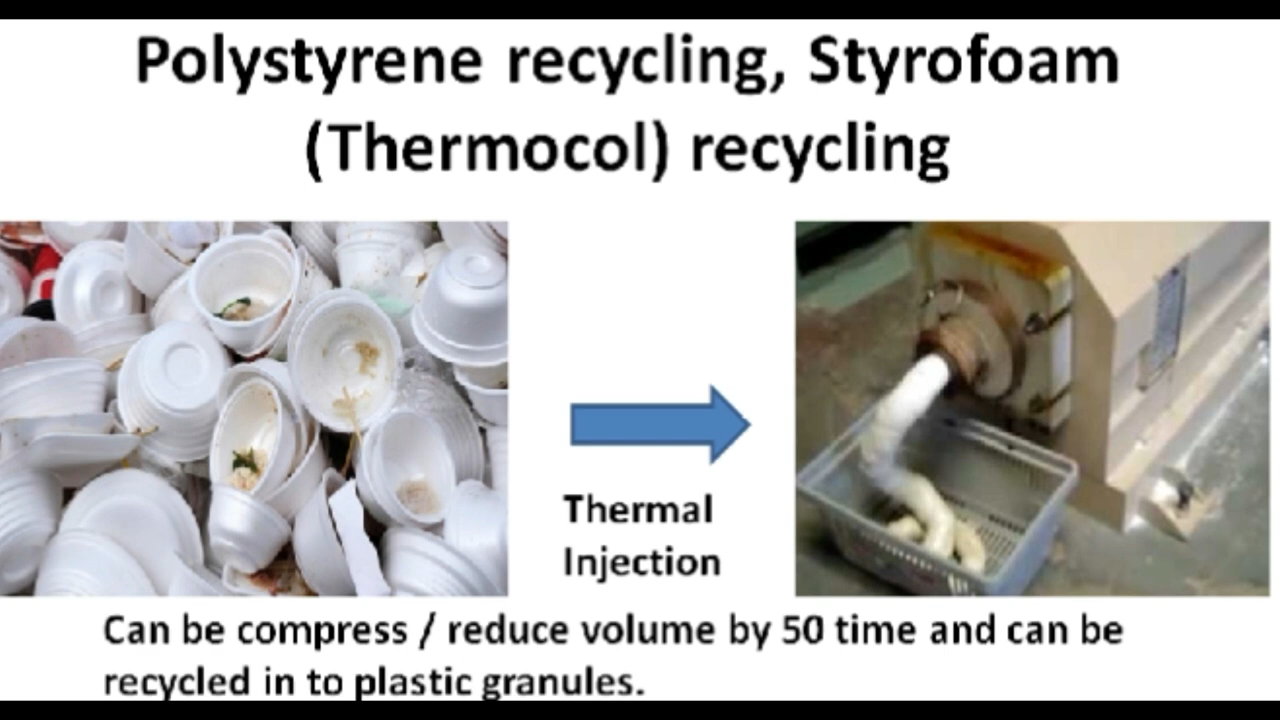 Polystyrene recycling, Styrofoam
(Thermocol) recycling
Thermal
Injection
Can be compress / reduce volume by 50 time and can be
recycled in to plastic granules.